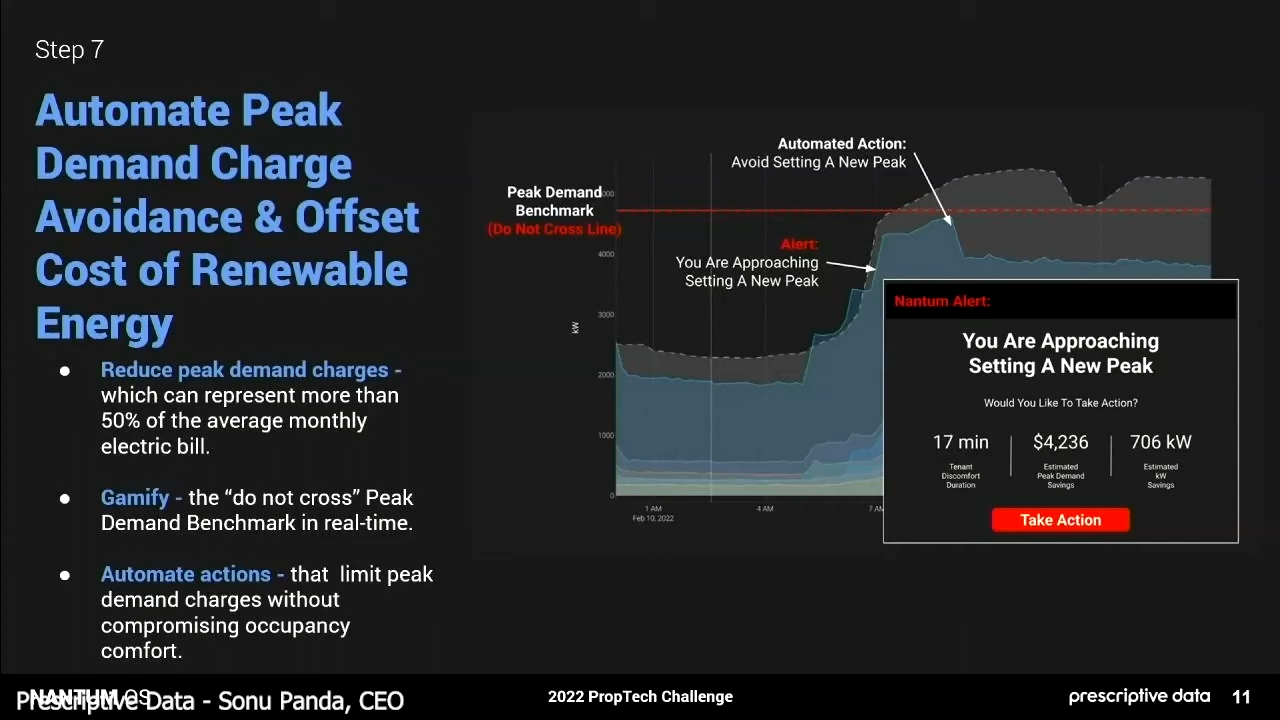 Step 7
Automate Peak
Demand Charge
Avoidance & Offset
Cost of Renewable
Energy
● Reduce peak demand charges -
which can represent more than
50% of the average monthly
electric bill.
● Gamify - the “do not cross” Peak
Demand Benchmark in real-time.
● Automate actions - that limit peak
demand charges without
compromising occupancy
comfort.
Automated Action:
Avoid Setting A New Peak
Peak Demand
Benchmark
(Do Not Cross Line)
Alert:
You Are Approaching
Setting A New Peak
kW
4000
3000
2000
1000
0
1 AM
Feb 10, 2022
4 AM
7 AM
Nantum Alert:
You Are Approaching
Setting A New Peak
Would You Like To Take Action?
17 min
Tenant
Discomfort
Duration
$4,236
Estimated
Peak Demand
Savings
706 kW
Estimated
kW
Savings
Take Action
NANTUM OS
Prescriptive Data - Sonu Panda, CEO
2022 PropTech Challenge
prescriptive data
11